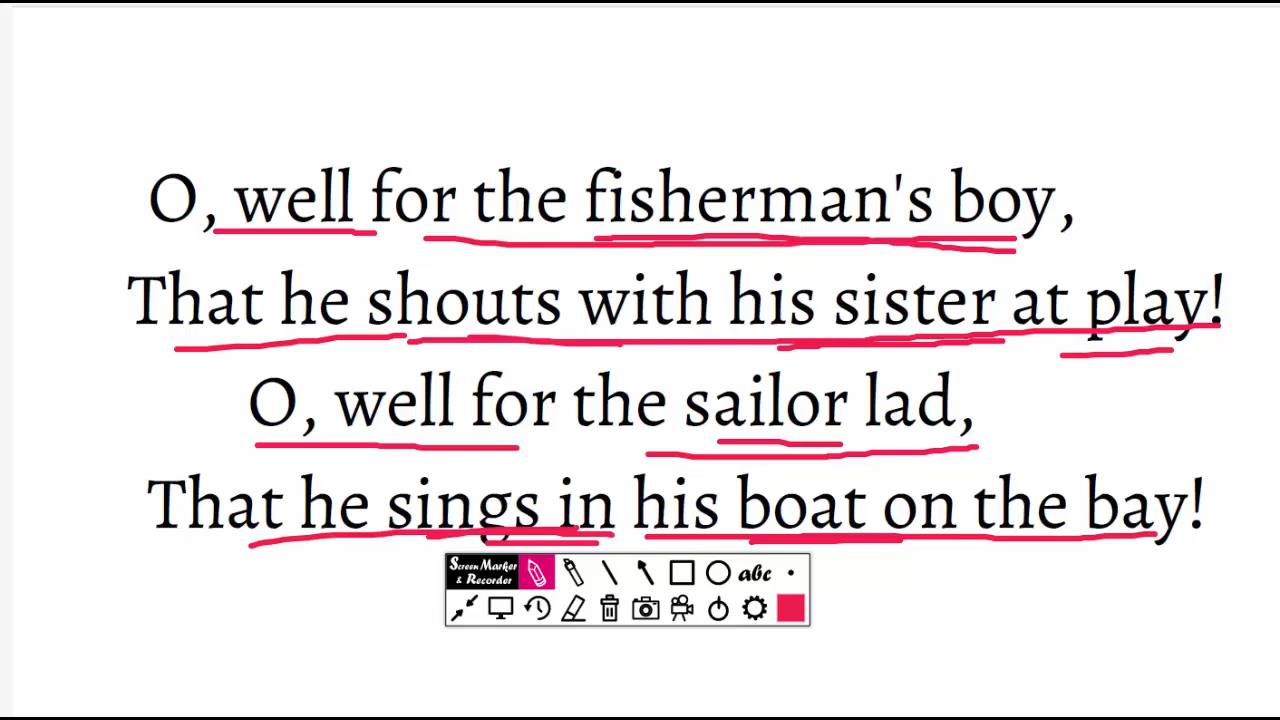 O, well for the fisherman's boy,
That he shouts with his sister at play!
O, well for the sailor lad,
That he sings in his boat on the bay!
Screen Marker
& Recorder
abc